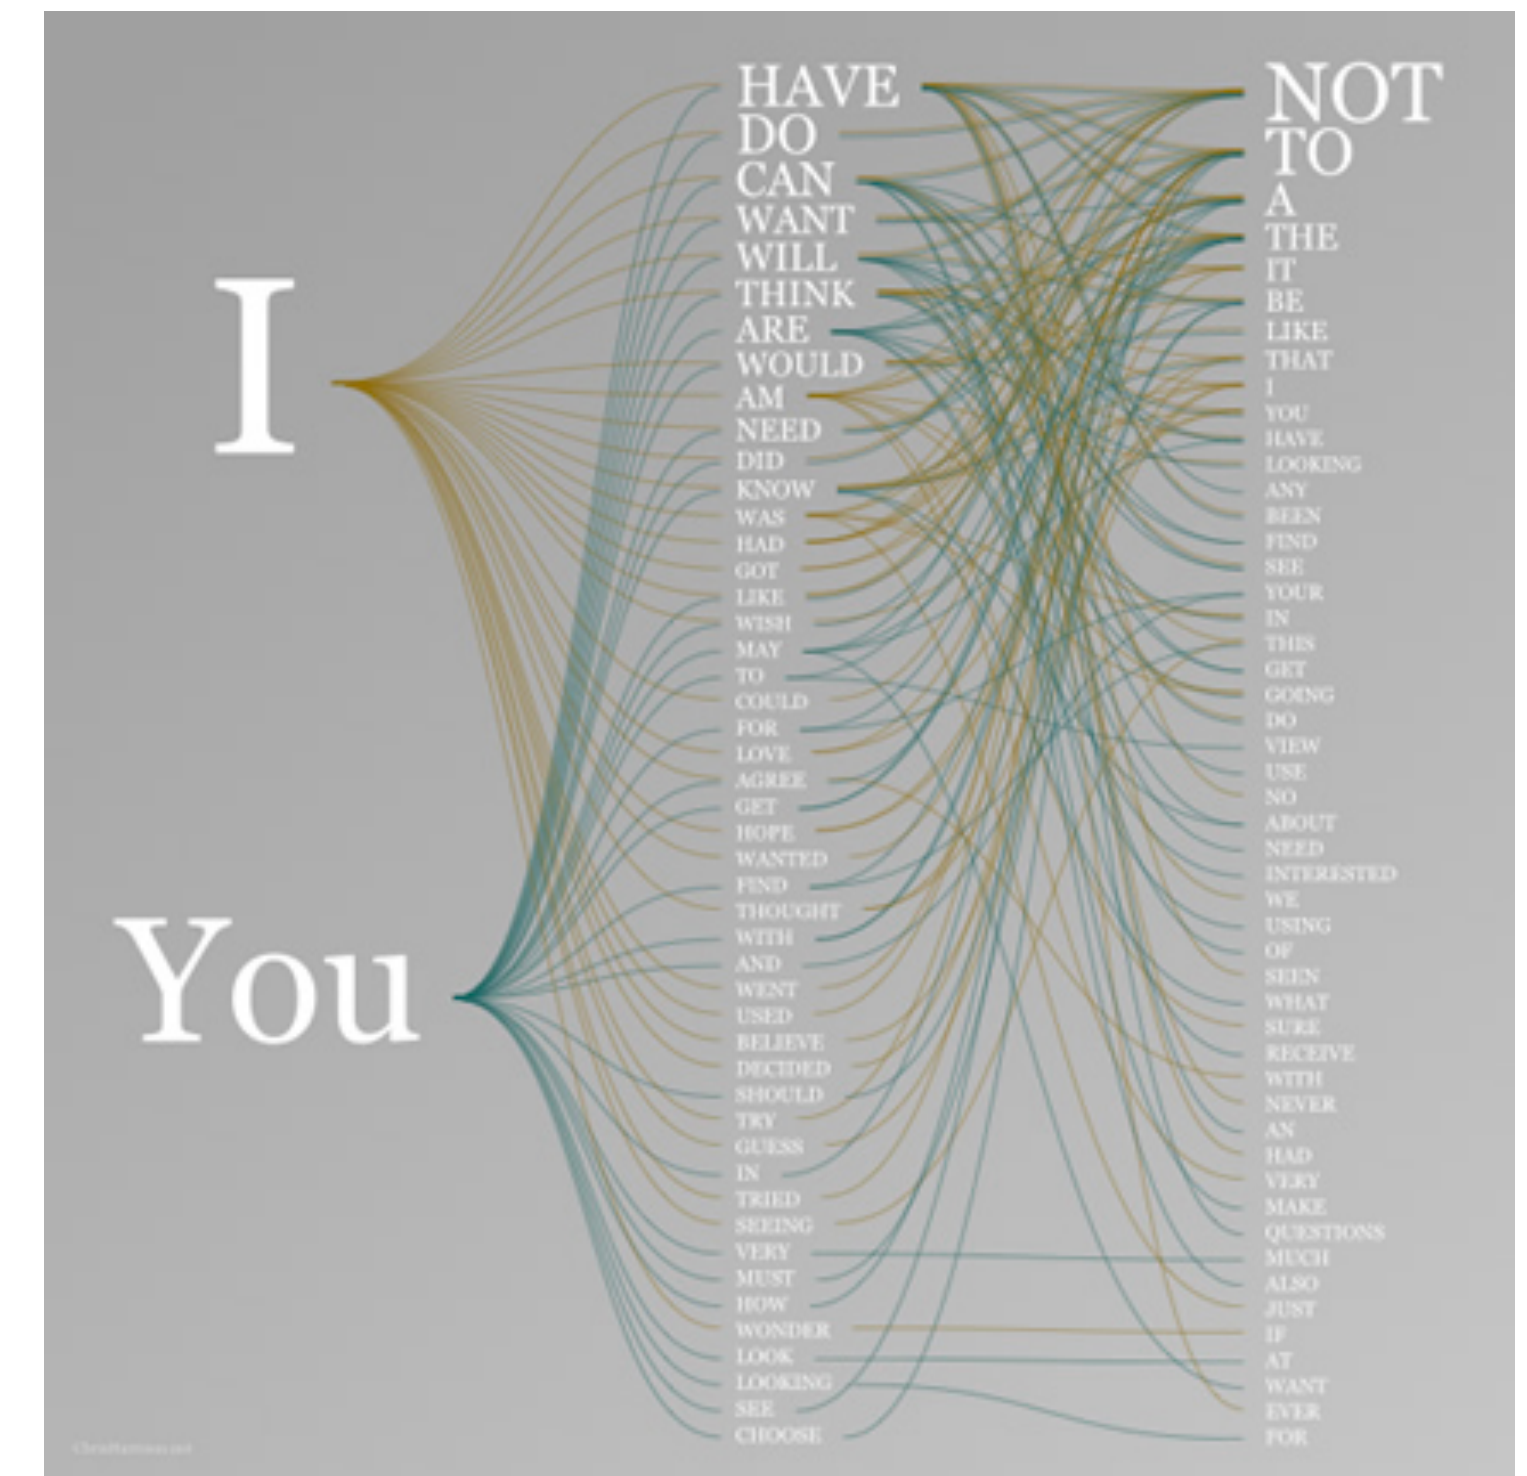 I
You
HAVE
DO
CAN
WANT
WILL
THINK
ARE
WOULD
AM
NEED
DID
KNOW
WAS
HAD
GOT
LIKE
WISH
MAY
TO
COULD
FOR
LOVE
AGREE
GET
HOPE
WANTED
FIND
THOUGHT
WITH
AND
WENT
USED
BELIEVE
DECIDED
SHOULD
TRY
GUESS
IN
TRIED
SEEING
VERY
MUST
HOW
WONDER
LOOK
LOOKING
SEE
CHOOSE
NOT
TO
A
THE
IT
BE
LIKE
THAT
I
YOU
HAVE
LOOKING
ANY
BEEN
FIND
SEE
YOUR
IN
THIS
GET
GOING
DO
VIEW
USE
NO
ABOUT
NEED
INTERESTED
WE
USING
OF
SEEN
WHAT
SURE
RECEIVE
WITH
NEVER
AN
HAD
VERY
MAKE
QUESTIONS
MUCH
ALSO
JUST
IF
AT
WANT
EVER
FOR